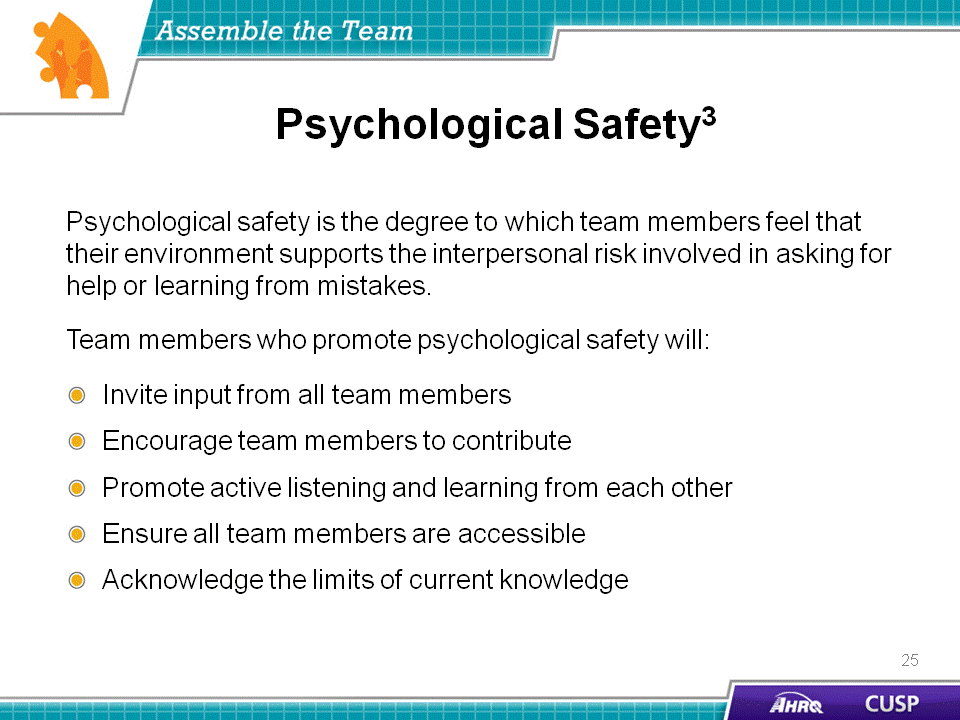 Assemble the Team
Psychological Safety3
Psychological safety is the degree to which team members feel that
their environment supports the interpersonal risk involved in asking for
help or learning from mistakes.
Team members who promote psychological safety will:
Invite input from all team members
Encourage team members to contribute
Promote active listening and learning from each other
Ensure all team members are accessible
Acknowledge the limits of current knowledge
25
AHRQ CUSP